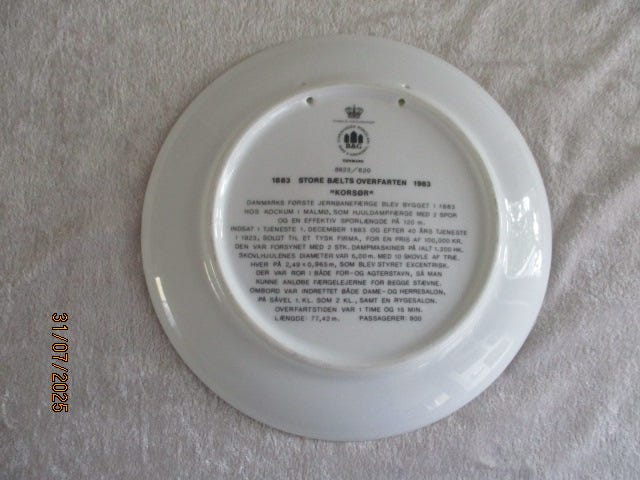 B&G
DENMARK
8623/620
1883 STORE BÆLTS OVERFARTEN 1983
"KORSØR"
DANMARKS FØRSTE JERNBANEFÆRGE BLEV BYGGET I 1883
HOS KOCKUM I MALMØ, SOM HJULDAMPFÆRGE MED 2 SPOR
OG EN EFFEKTIV SPORLÆNGDE PÅ 120 m.
INDSAT I TJENESTE 1. DECEMBER 1883 OG EFTER 40 ÅRS TJENESTE
I 1923, SOLGT TIL ET TYSK FIRMA, FOR EN PRIS AF 100,000 KR.
DEN VAR FORSYNET MED 2 STK. DAMPMASKINER PÅ IALT 1.200 HK.
SKOVLHJULENES DIAMETER VAR 6,00 m. MED 10 SKOVLE AF TRÆ,
HVER PÅ 2,49 x 0,965 m, SOM BLEV STYRET EXCENTRISK.
DER VAR ROR I BÅDE FOR- OG AGTERSTAVN, SÅ MAN
KUNNE ANLØBE FÆRGELEJERNE FOR BEGGE STÆVNE.
OMBORD VAR INDRETTET BÅDE DAME- OG HERRESALON,
PÅ SÅVEL 1. KL. SOM 2 KL., SAMT EN RYGESALON.
OVERFARTSTIDEN VAR 1 TIME OG 15 MIN.
LÆNGDE: 77,42 m. PASSAGERER: 900
31/07/2025